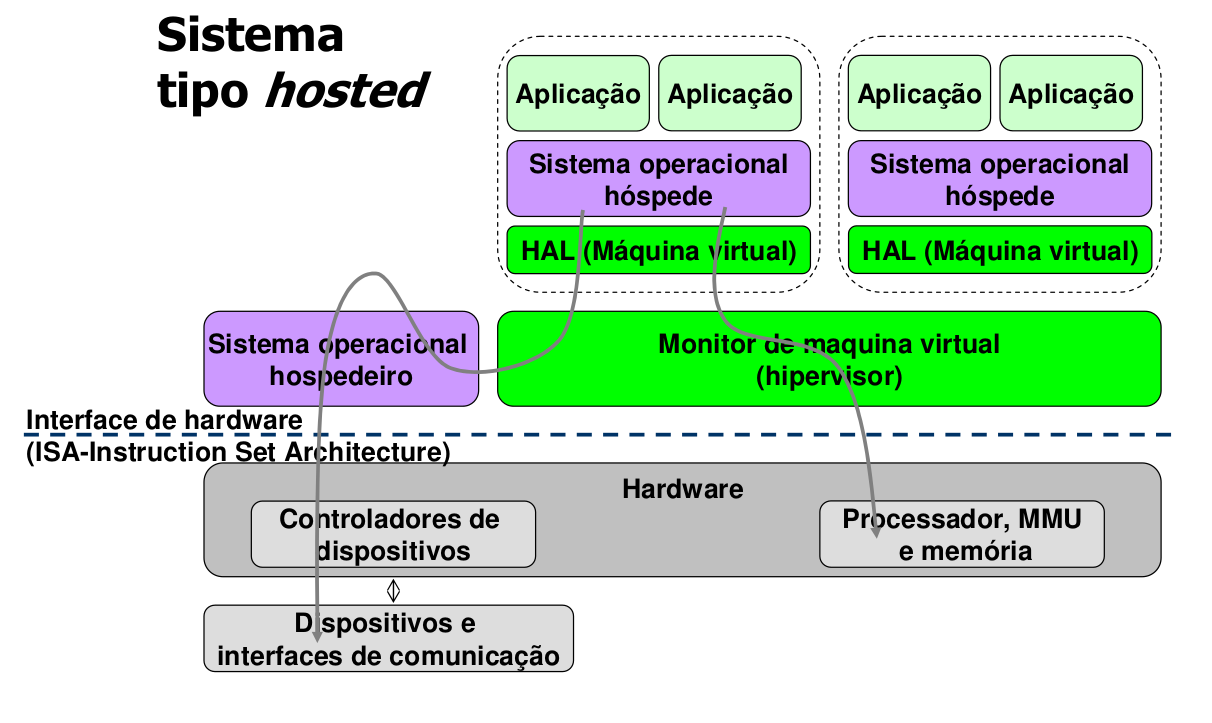 Sistema
tipo hosted
Aplicação
Aplicação
Aplicação
Aplicação
Sistema operacional
hóspede
Sistema operacional
hóspede
HAL (Máquina virtual)
HAL (Máquina virtual)
Sistema operacional
hospedeiro
Monitor de maquina virtual
(hipervisor)
Interface de hardware
(ISA-Instruction Set Architecture)
Hardware
Controladores de
dispositivos
Processador, MMU
e memória
Dispositivos e
interfaces de comunicação